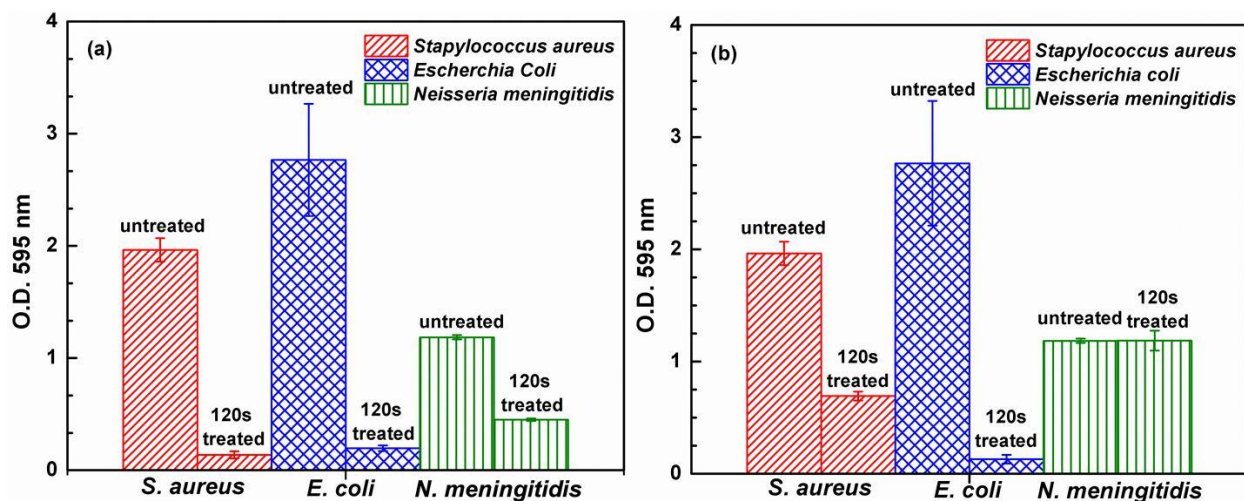 (a)
Stapylococcus aureus
Escherchia Coli
Neisseria meningitidis
4
3
2
1
0
O.D. 595 nm
untreated
120s
treated
untreated
120s
treated
untreated
120s
treated
S. aureus
E. coli
N. meningitidis
(b)
Stapylococcus aureus
Escherichia coli
Neisseria meningitidis
4
3
2
1
0
O.D. 595 nm
untreated
120s
treated
untreated
120s
treated
untreated
120s
treated
S. aureus
E. coli
N. meningitidis